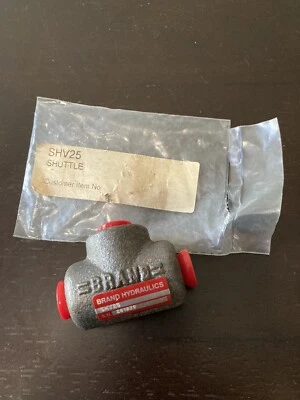 SHV25
SHUTTLE
Customer Item No
BRAND
BRAND HYDRAULICS